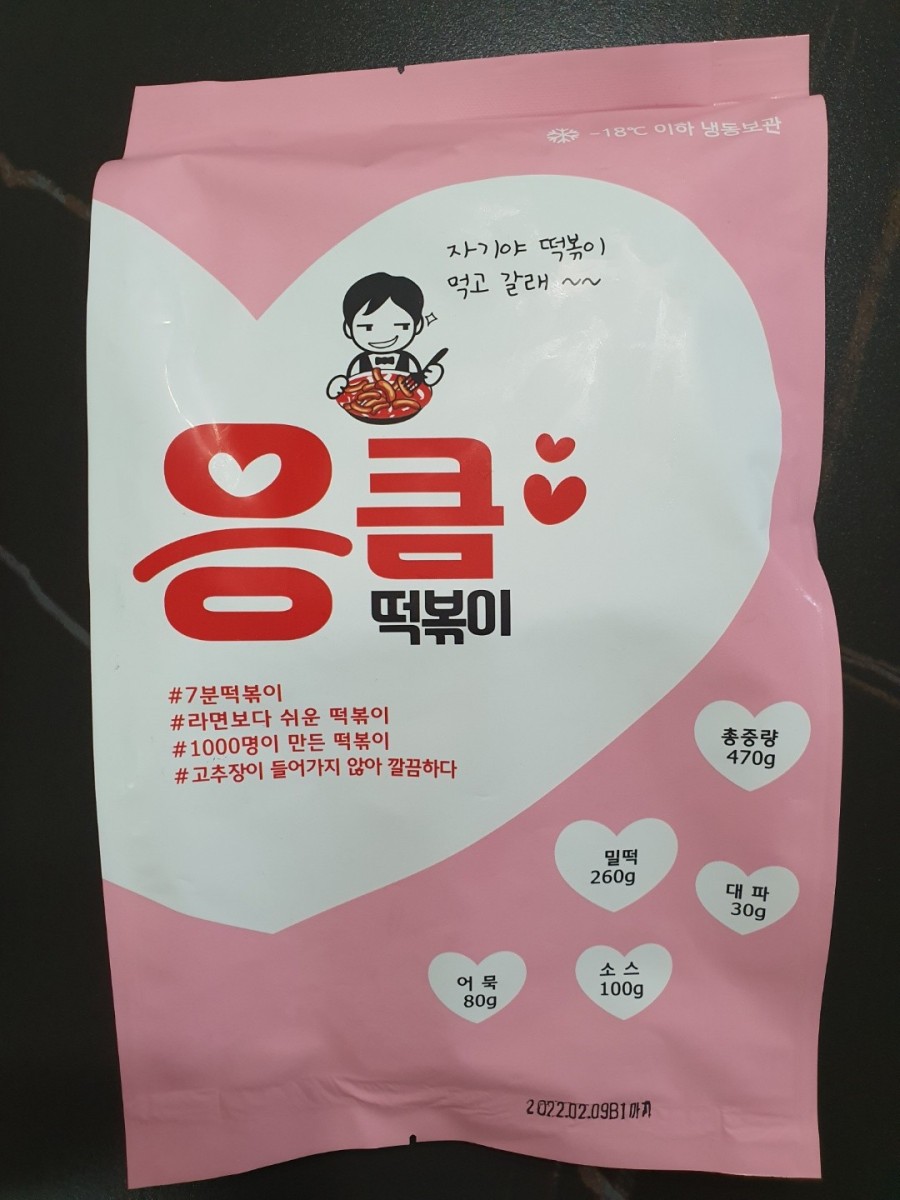 -18℃ 이하 냉동보관
자기야 떡볶이
먹고 갈래 ~~
응큼
떡볶이
#7분떡볶이
#라면보다 쉬운 떡볶이
#1000명이 만든 떡볶이
#고추장이 들어가지 않아 깔끔하다
총중량
470g
밀떡
260g
대 파
30g
어 묵
80g
소 스
100g
2022.02.09B1까지